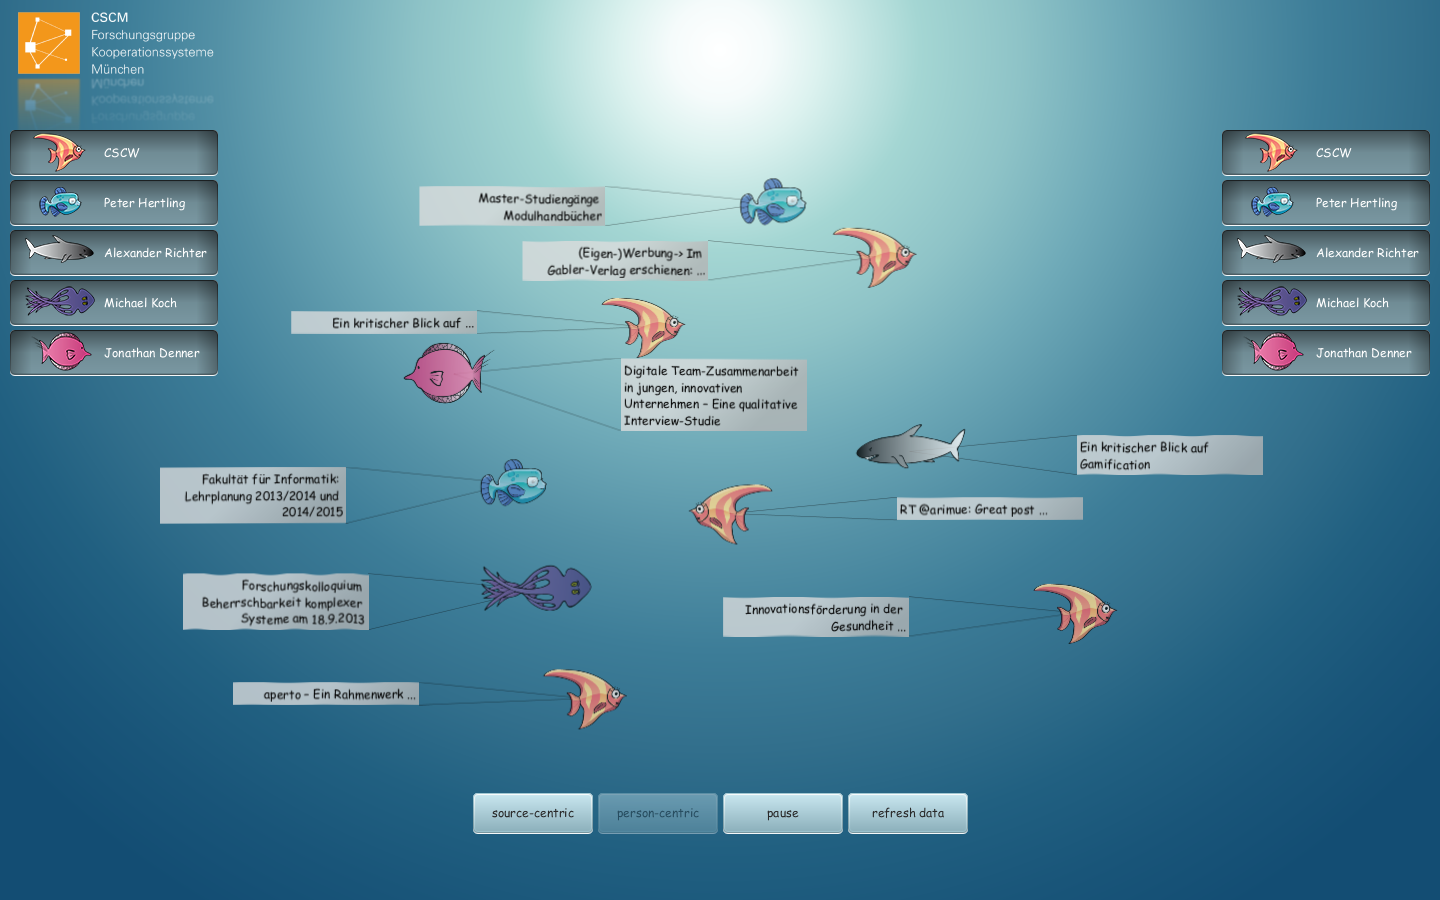 CSCM
Forschungsgruppe
Kooperationssysteme
München
München
Kooperationssysteme
Forschungsgruppe
CSCW
Peter Hertling
Alexander Richter
Michael Koch
Jonathan Denner
CSCW
Peter Hertling
Alexander Richter
Michael Koch
Jonathan Denner
Master-Studiengänge
Modulhandbücher
(Eigen-)Werbung-> Im
Gabler-Verlag erschienen: ...
Ein kritischer Blick auf ...
Digitale Team-Zusammenarbeit
in jungen, innovativen
Unternehmen – Eine qualitative
Interview-Studie
Ein kritischer Blick auf
Gamification
Fakultät für Informatik:
Lehrplanung 2013/2014 und
2014/2015
RT @arimue: Great post ...
Forschungskolloquium
Beherrschbarkeit komplexer
Systeme am 18.9.2013
Innovationsförderung in der
Gesundheit ...
aperto – Ein Rahmenwerk ...
source-centric
person-centric
pause
refresh data